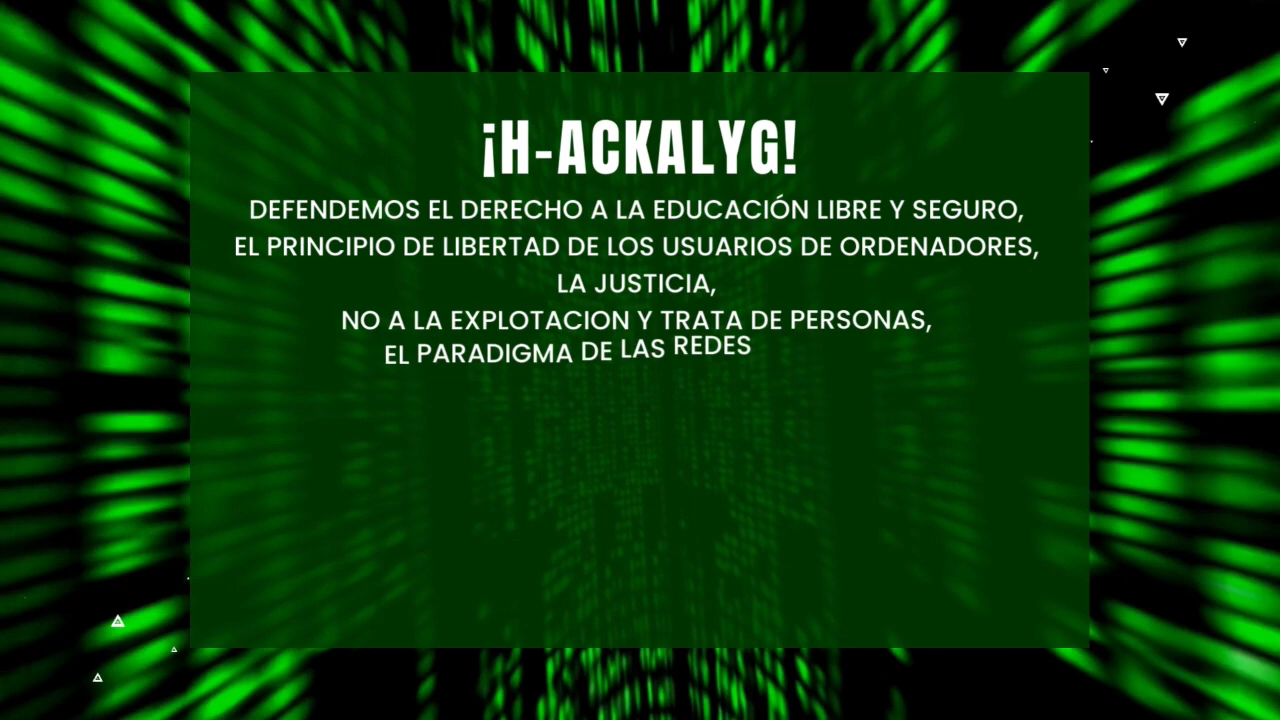 ¡H-ACKALYG!
DEFENDEMOS EL DERECHO A LA EDUCACIÓN LIBRE Y SEGURO,
EL PRINCIPIO DE LIBERTAD DE LOS USUARIOS DE ORDENADORES,
LA JUSTICIA,
NO A LA EXPLOTACION Y TRATA DE PERSONAS,
EL PARADIGMA DE LAS REDES